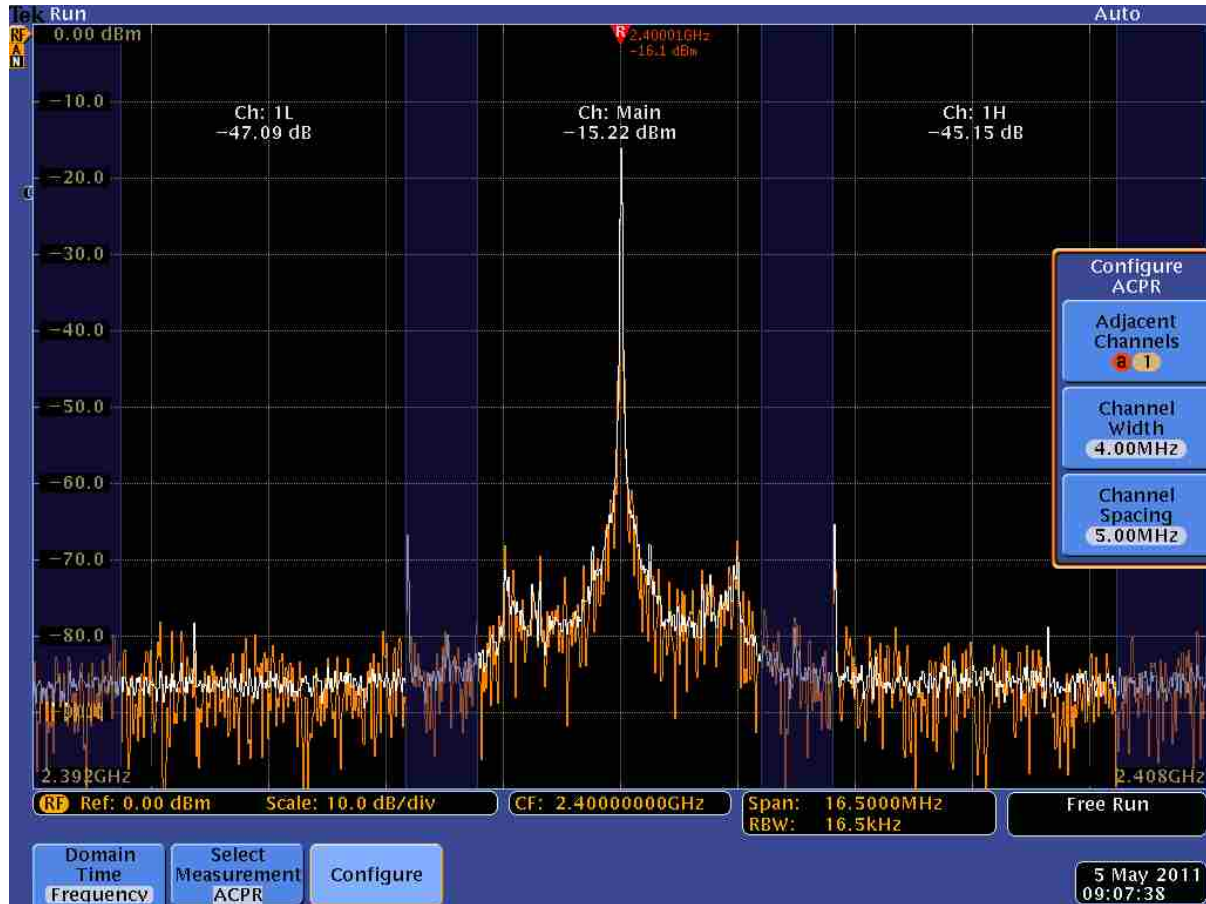 Tek Run
Auto
RF
A
N
0.00 dBm
R
2.40001GHz
-16.1 dBm
-10.0
Ch: 1L
-47.09 dB
Ch: Main
-15.22 dBm
Ch: 1H
-45.15 dB
-20.0
-30.0
-40.0
-50.0
-60.0
-70.0
-80.0
-90.0
Configure
ACPR
Adjacent
Channels
a 1
Channel
Width
4.00MHz
Channel
Spacing
5.00MHz
2.392GHz
2.408GHz
RF Ref: 0.00 dBm Scale: 10.0 dB/div
CF: 2.40000000GHz
Span: 16.5000MHz
RBW: 16.5kHz
Free Run
Domain
Time
Frequency
Select
Measurement
ACPR
Configure
5 May 2011
09:07:38